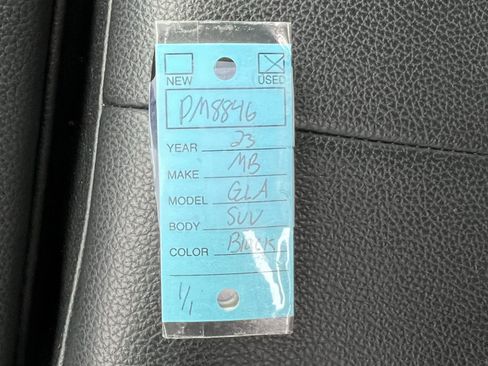 NEW USED
PM8846
YEAR 23
MAKE MB
MODEL GLA
BODY SUV
COLOR Black
1/1